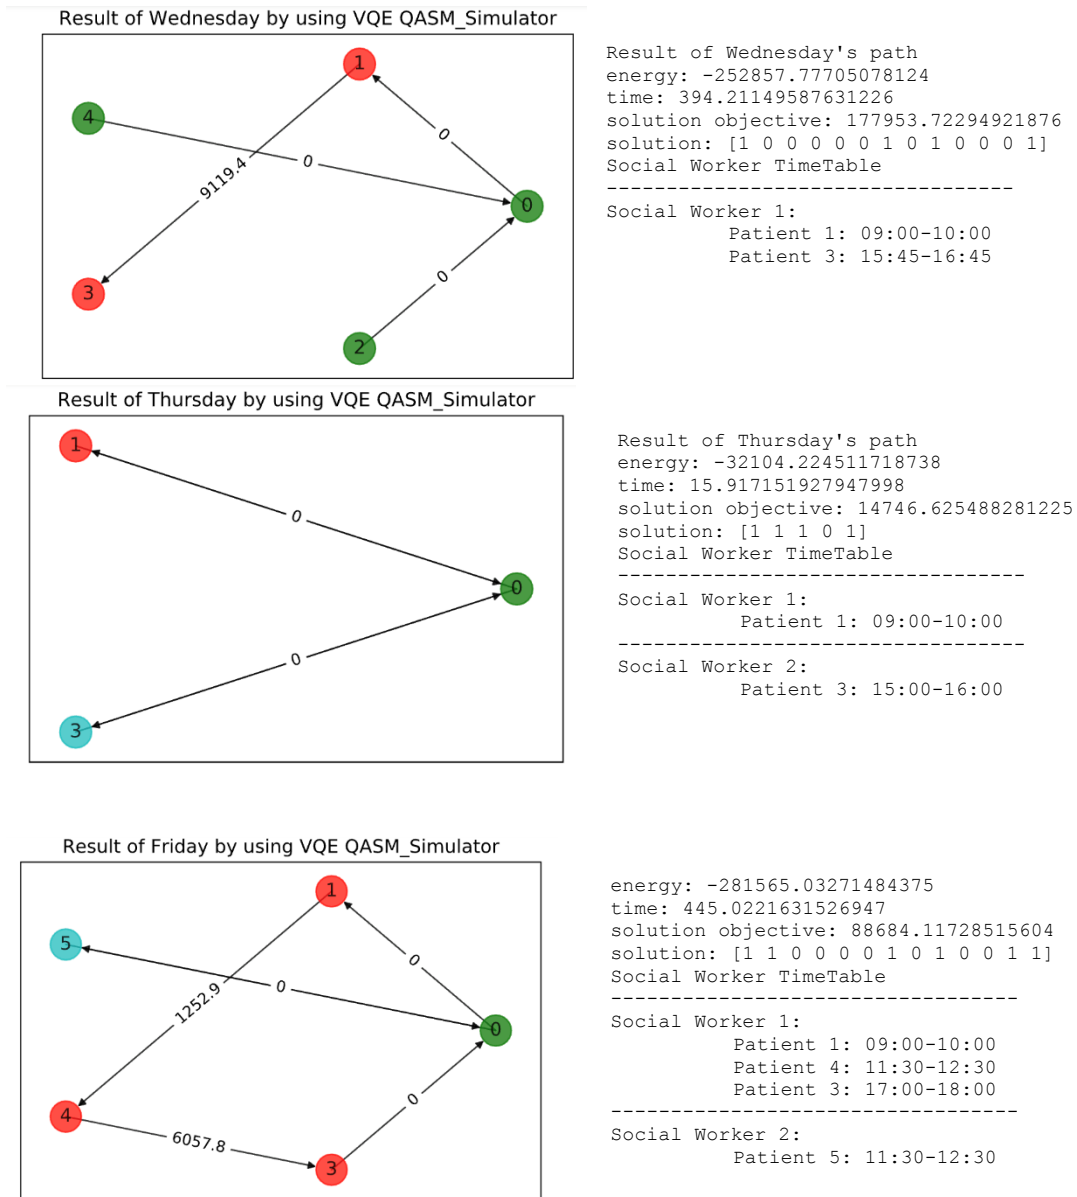 Result of Wednesday by using VQE QASM_Simulator
1
4
0
9119.4
0
0
3
0
2
Result of Wednesday's path
energy: -252857.77705078124
time: 394.21149587631226
solution objective: 177953.72294921876
solution: [1 0 0 0 0 0 1 0 1 0 0 0 1]
Social Worker TimeTable
----------------------------------
Social Worker 1:
Patient 1: 09:00-10:00
Patient 3: 15:45-16:45
Result of Thursday by using VQE QASM_Simulator
1
0
0
0
3
Result of Thursday's path
energy: -32104.224511718738
time: 15.917151927947998
solution objective: 14746.625488281225
solution: [1 1 1 0 1]
Social Worker TimeTable
----------------------------------
Social Worker 1:
Patient 1: 09:00-10:00
----------------------------------
Social Worker 2:
Patient 3: 15:00-16:00
Result of Friday by using VQE QASM_Simulator
1
5
0
0
1252.9
0
4
0
6057.8
3
energy: -281565.03271484375
time: 445.0221631526947
solution objective: 88684.11728515604
solution: [1 1 0 0 0 0 1 0 1 0 0 1 1]
Social Worker TimeTable
----------------------------------
Social Worker 1:
Patient 1: 09:00-10:00
Patient 4: 11:30-12:30
Patient 3: 17:00-18:00
----------------------------------
Social Worker 2:
Patient 5: 11:30-12:30